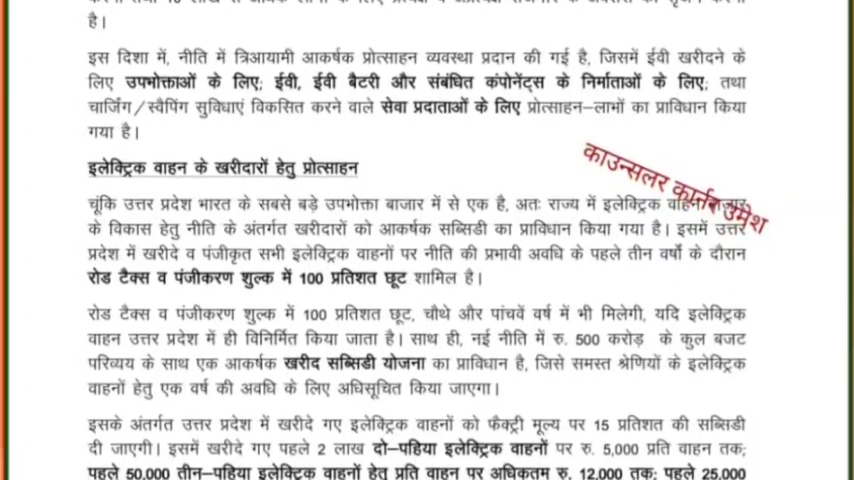 है।
इस दिशा में, नीति में त्रिआयामी आकर्षक प्रोत्साहन व्यवस्था प्रदान की गई है, जिसमें ईवी खरीदने के
लिए उपभोक्ताओं के लिए; ईवी, ईवी बैटरी और संबंधित कंपोनेंट्स के निर्माताओं के लिए; तथा
चार्जिंग/स्वैपिंग सुविधाएं विकसित करने वाले सेवा प्रदाताओं के लिए प्रोत्साहन–लाभों का प्राविधान किया
गया है।
इलेक्ट्रिक वाहन के खरीदारों हेतु प्रोत्साहन
काउन्सलर कार्नर उमेश
चूंकि उत्तर प्रदेश भारत के सबसे बड़े उपभोक्ता बाजार में से एक है, अतः राज्य में इलेक्ट्रिक वाहन बाजार
के विकास हेतु नीति के अंतर्गत खरीदारों को आकर्षक सब्सिडी का प्राविधान किया गया है। इसमें उत्तर
प्रदेश में खरीदे व पंजीकृत सभी इलेक्ट्रिक वाहनों पर नीति की प्रभावी अवधि के पहले तीन वर्षों के दौरान
रोड टैक्स व पंजीकरण शुल्क में 100 प्रतिशत छूट शामिल है।
रोड टैक्स व पंजीकरण शुल्क में 100 प्रतिशत छूट, चौथे और पांचवें वर्ष में भी मिलेगी, यदि इलेक्ट्रिक
वाहन उत्तर प्रदेश में ही विनिर्मित किया जाता है। साथ ही, नई नीति में रु. 500 करोड़ के कुल बजट
परिव्यय के साथ एक आकर्षक खरीद सब्सिडी योजना का प्राविधान है, जिसे समस्त श्रेणियों के इलेक्ट्रिक
वाहनों हेतु एक वर्ष की अवधि के लिए अधिसूचित किया जाएगा।
इसके अंतर्गत उत्तर प्रदेश में खरीदे गए इलेक्ट्रिक वाहनों को फैक्ट्री मूल्य पर 15 प्रतिशत की सब्सिडी
दी जाएगी। इसमें खरीदे गए पहले 2 लाख दो–पहिया इलेक्ट्रिक वाहनों पर रु. 5,000 प्रति वाहन तक;
पहले 50,000 तीन–पहिया इलेक्ट्रिक वाहनों हेतु प्रति वाहन पर अधिकतम रु. 12,000 तक; पहले 25,000